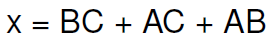 x = BC + AC + AB